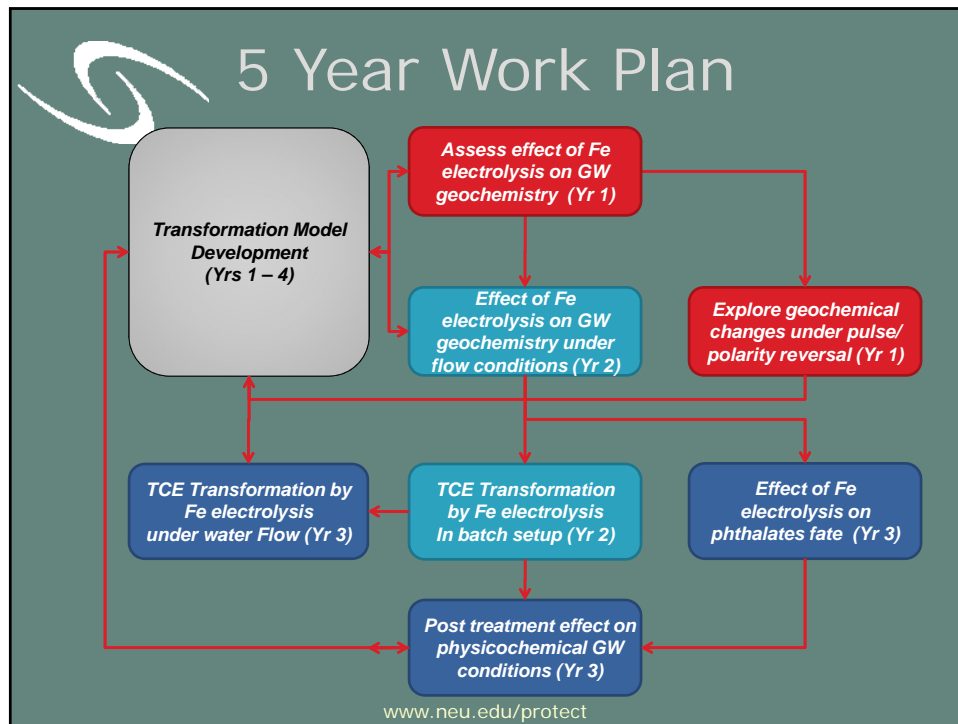 5 Year Work Plan
Assess effect of Fe
electrolysis on GW
geochemistry (Yr 1)
Transformation Model
Development
(Yrs 1 – 4)
Effect of Fe
electrolysis on GW
geochemistry under
flow conditions (Yr 2)
Explore geochemical
changes under pulse/
polarity reversal (Yr 1)
TCE Transformation by
Fe electrolysis
under water Flow (Yr 3)
TCE Transformation
by Fe electrolysis
In batch setup (Yr 2)
Effect of Fe
electrolysis on
phthalates fate (Yr 3)
Post treatment effect on
physicochemical GW
conditions (Yr 3)
www.neu.edu/protect